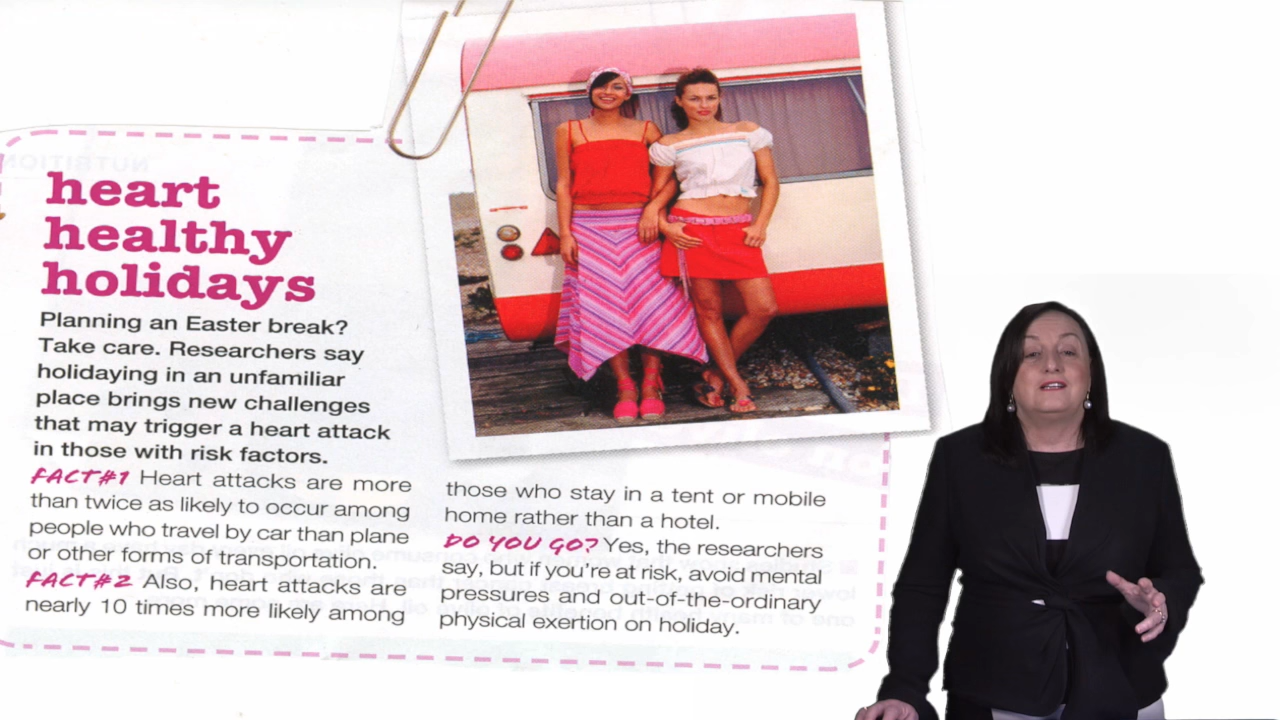 heart
healthy
holidays
Planning an Easter break?
Take care. Researchers say
holidaying in an unfamiliar
place brings new challenges
that may trigger a heart attack
in those with risk factors.
FACT#1 Heart attacks are more
than twice as likely to occur among
people who travel by car than plane
or other forms of transportation.
FACT#2 Also, heart attacks are
nearly 10 times more likely among
those who stay in a tent or mobile
home rather than a hotel.
DO YOU GO? Yes, the researchers
say, but if you're at risk, avoid mental
pressures and out-of-the-ordinary
physical exertion on holiday.
NUTRITION